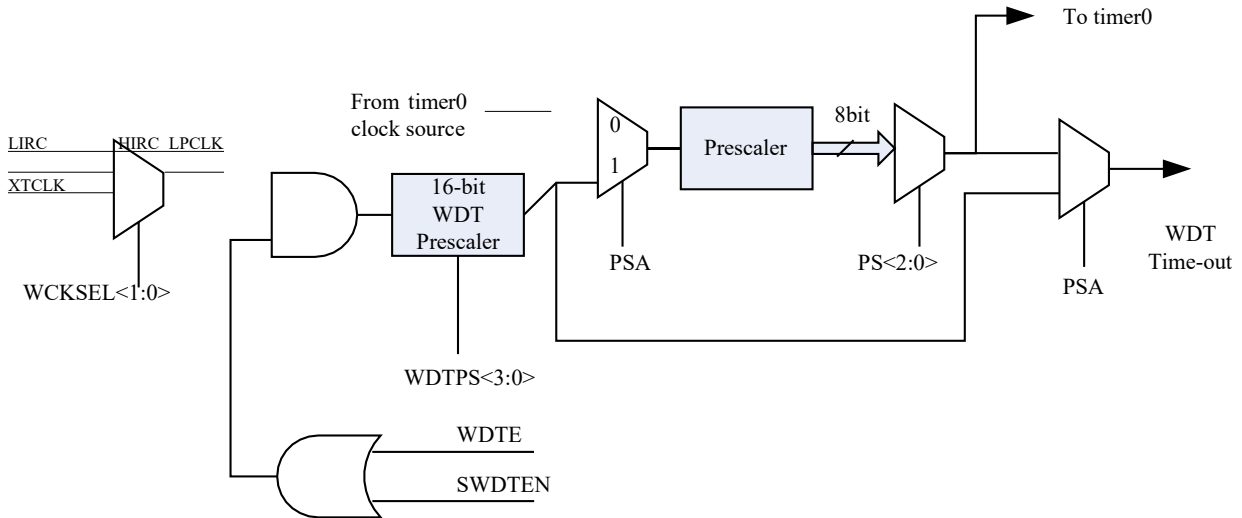 To timer0
From timer0
clock source
0
1
8bit
Prescaler
LIRC
HIRC LPCLK
XTCLK
16-bit
WDT
Prescaler
PSA
PS<2:0>
WDT
Time-out
PSA
WCKSEL<1:0>
WDTPS<3:0>
WDTE
SWDTEN